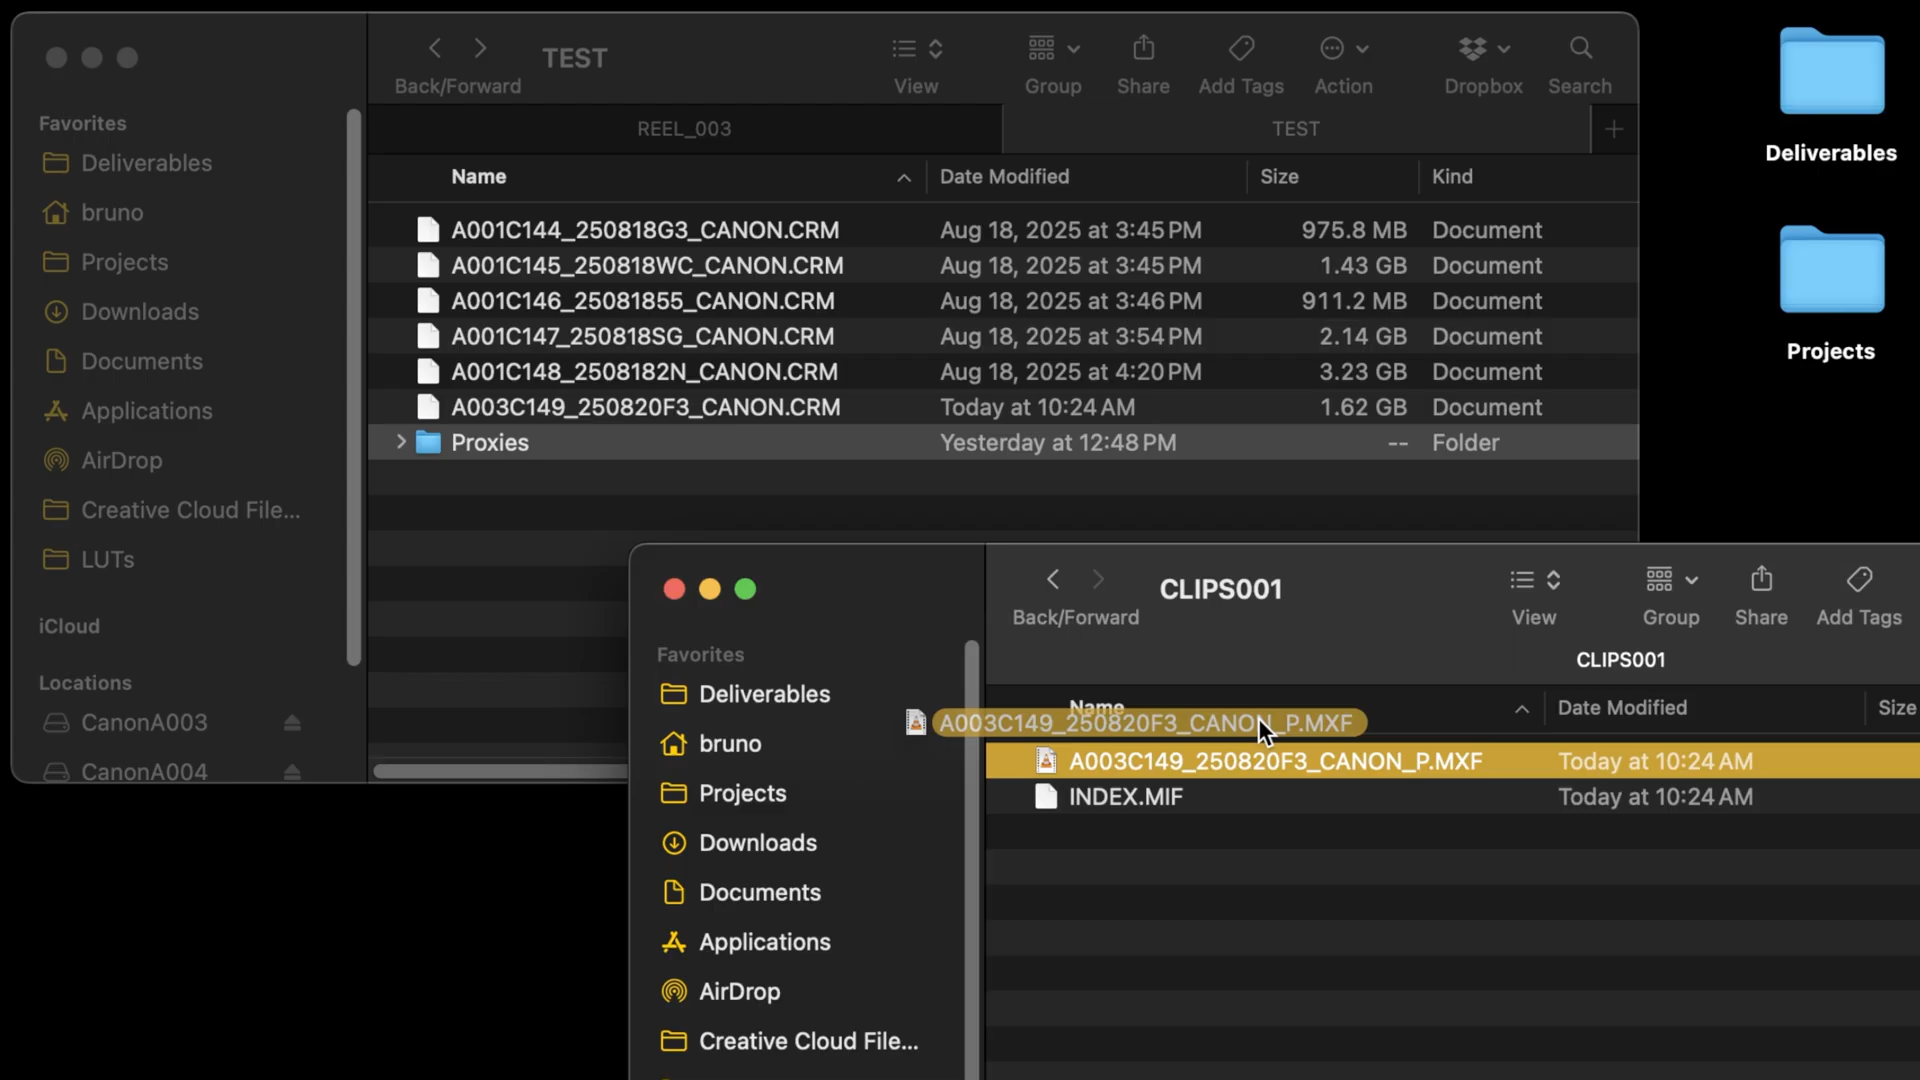 TEST
Back/Forward
View
Group
Share
Add Tags
Action
Dropbox
Search
REEL_003
TEST
Favorites
Deliverables
bruno
Projects
Downloads
Documents
Applications
AirDrop
Creative Cloud File...
LUTs
iCloud
Locations
CanonA003
CanonA004
Name Date Modified Size Kind
A001C144_250818G3_CANON.CRM Aug 18, 2025 at 3:45 PM 975.8 MB Document
A001C145_250818WC_CANON.CRM Aug 18, 2025 at 3:45 PM 1.43 GB Document
A001C146_25081855_CANON.CRM Aug 18, 2025 at 3:46 PM 911.2 MB Document
A001C147_250818SG_CANON.CRM Aug 18, 2025 at 3:54 PM 2.14 GB Document
A001C148_2508182N_CANON.CRM Aug 18, 2025 at 4:20 PM 3.23 GB Document
A003C149_250820F3_CANON.CRM Today at 10:24 AM 1.62 GB Document
Proxies Yesterday at 12:48 PM -- Folder
Deliverables
Projects
CLIPS001
Back/Forward
View
Group
Share
Add Tags
CLIPS001
Favorites
Deliverables
bruno
Projects
Downloads
Documents
Applications
AirDrop
Creative Cloud File...
Name Date Modified Size
A003C149_250820F3_CANON_P.MXF
A003C149_250820F3_CANON_P.MXF Today at 10:24 AM
INDEX.MIF Today at 10:24 AM